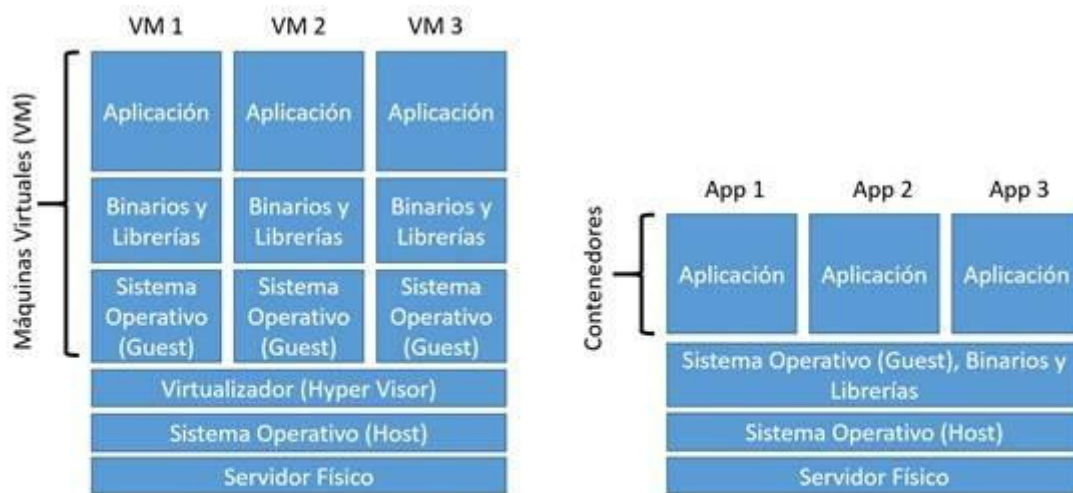 VM 1
VM 2
VM 3
Máquinas Virtuales (VM)
Aplicación
Aplicación
Aplicación
Binarios y
Librerías
Binarios y
Librerías
Binarios y
Librerías
Sistema
Operativo
(Guest)
Sistema
Operativo
(Guest)
Sistema
Operativo
(Guest)
Virtualizador (Hyper Visor)
Sistema Operativo (Host)
Servidor Físico
App 1
App 2
App 3
Contenedores
Aplicación
Aplicación
Aplicación
Sistema Operativo (Guest), Binarios y
Librerías
Sistema Operativo (Host)
Servidor Físico